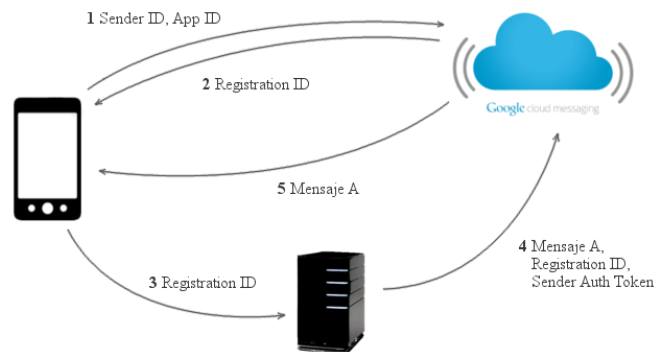 1 Sender ID, App ID
2 Registration ID
Google cloud messaging
5 Mensaje A
3 Registration ID
4 Mensaje A,
Registration ID,
Sender Auth Token